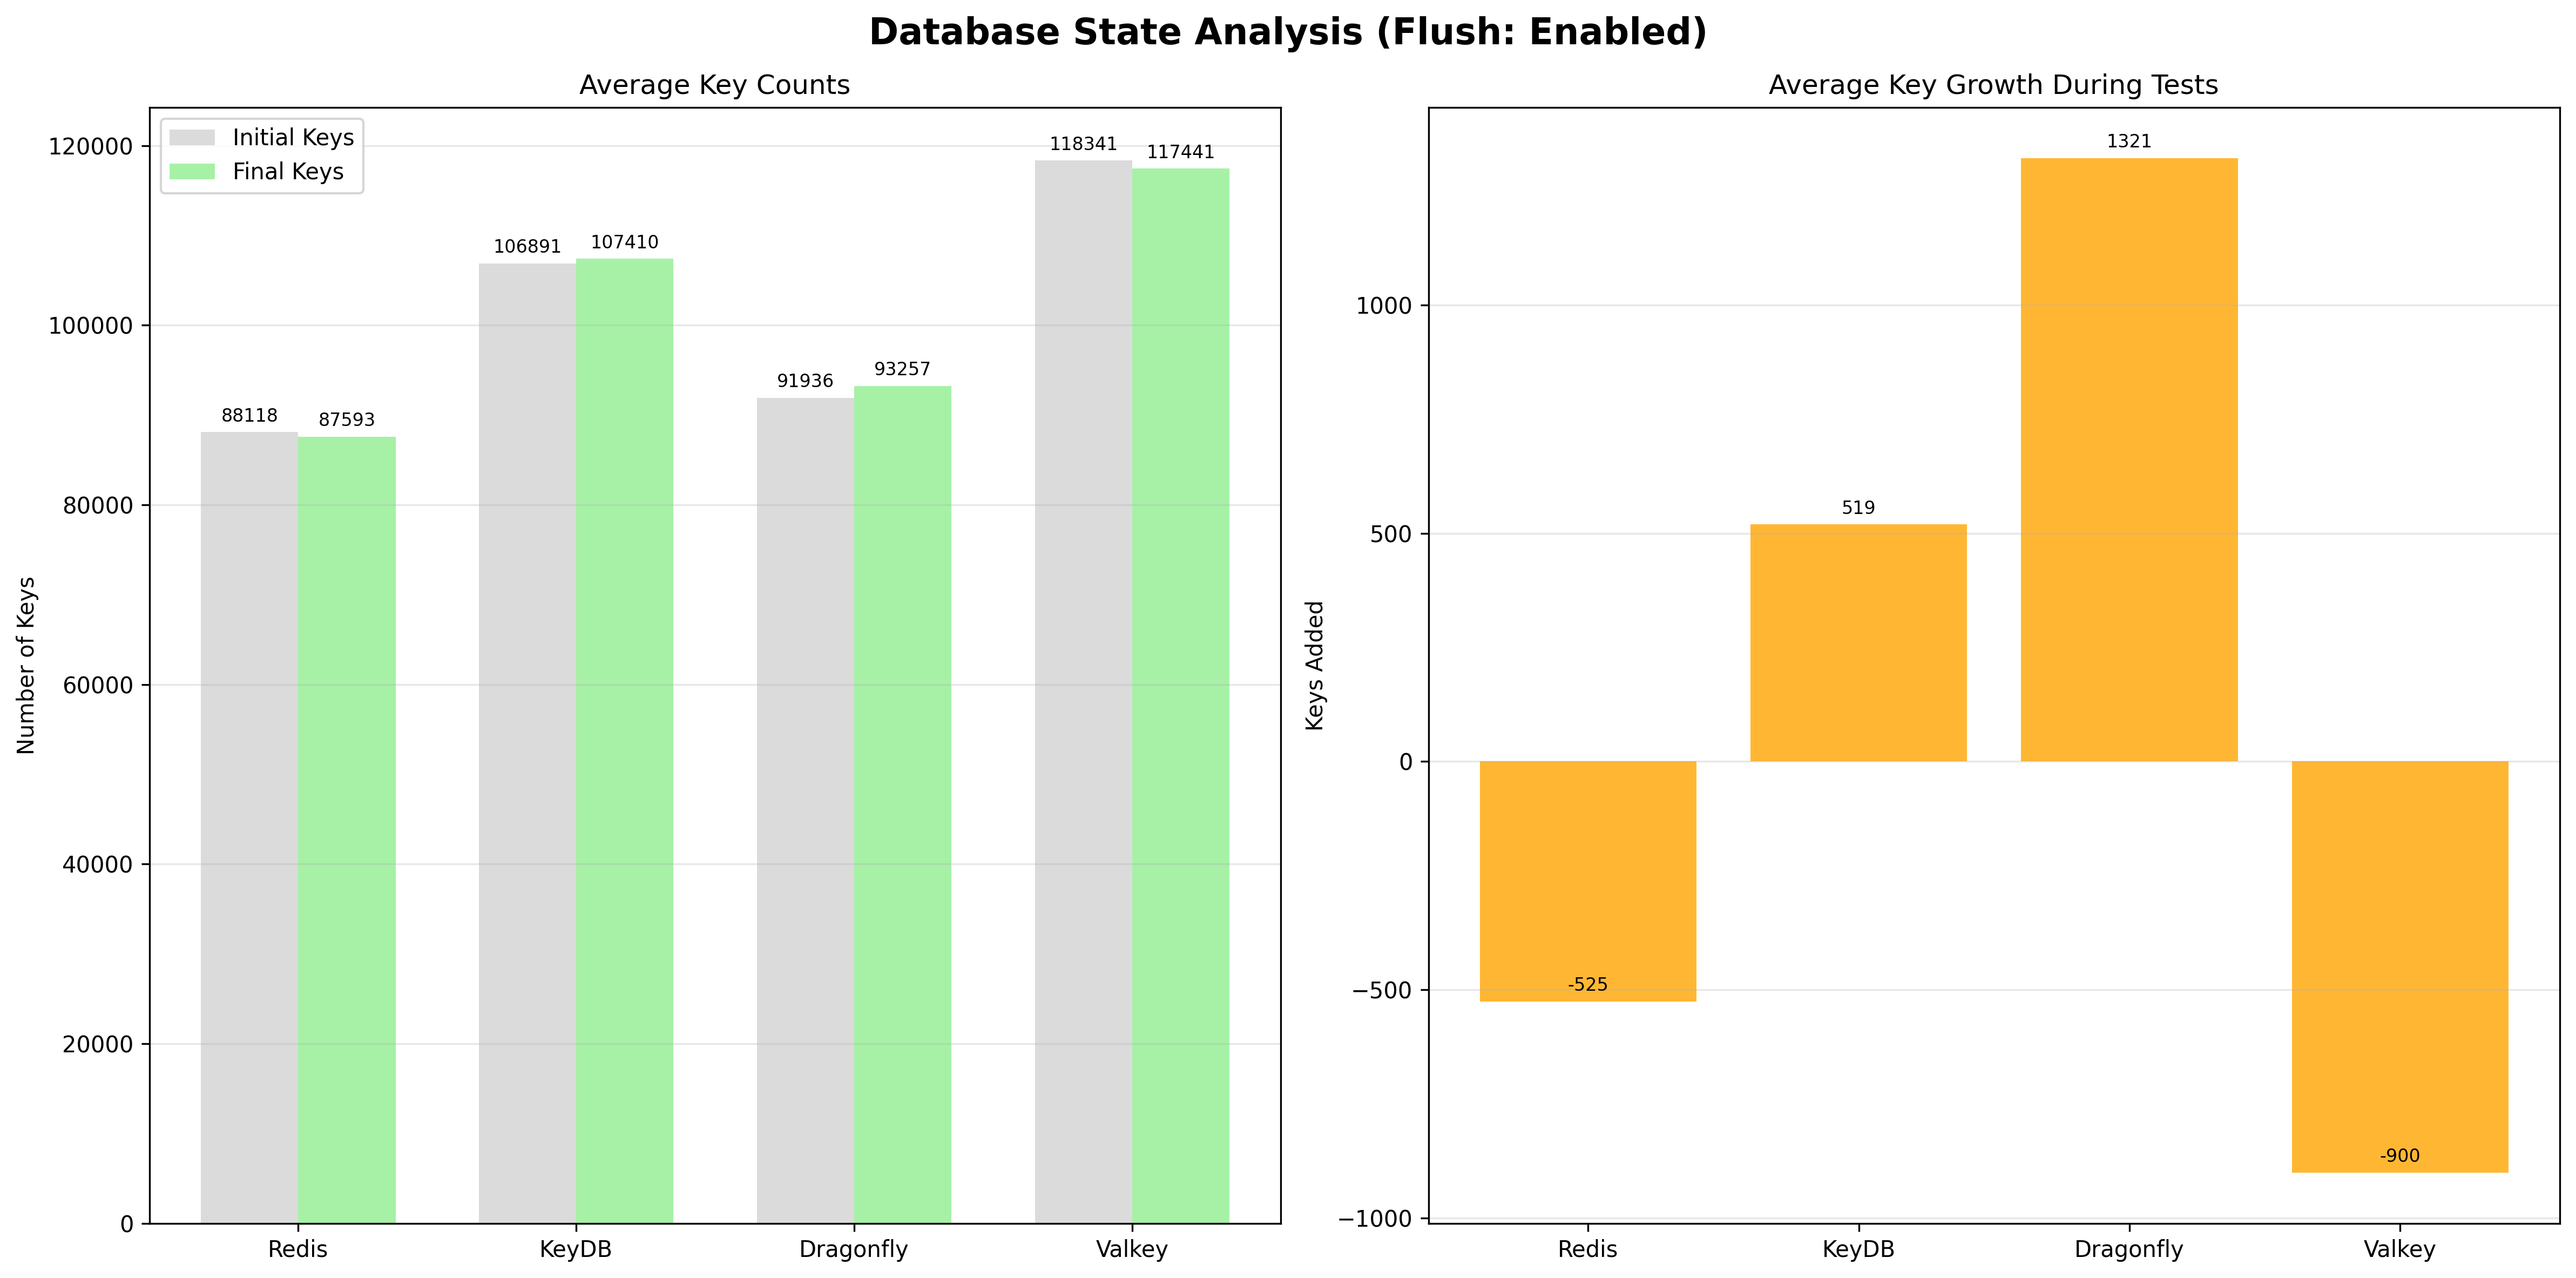 Database State Analysis (Flush: Enabled)
Average Key Counts
Initial Keys
Final Keys
Number of Keys
120000
100000
80000
60000
40000
20000
0
88118
87593
106891
107410
91936
93257
118341
117441
Redis
KeyDB
Dragonfly
Valkey
Average Key Growth During Tests
Keys Added
1000
500
0
−500
−1000
-525
519
1321
-900
Redis
KeyDB
Dragonfly
Valkey